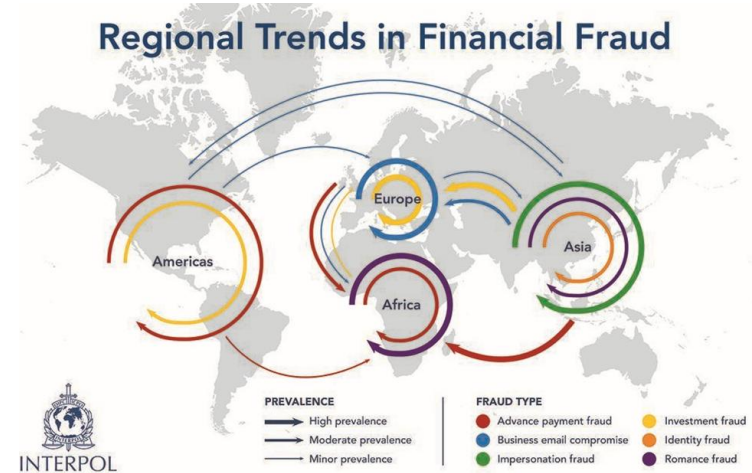 Regional Trends in Financial Fraud
Europe
Asia
Americas
Africa
PREVALENCE
High prevalence
Moderate prevalence
Minor prevalence
FRAUD TYPE
Advance payment fraud
Business email compromise
Impersonation fraud
Investment fraud
Identity fraud
Romance fraud
INTERPOL